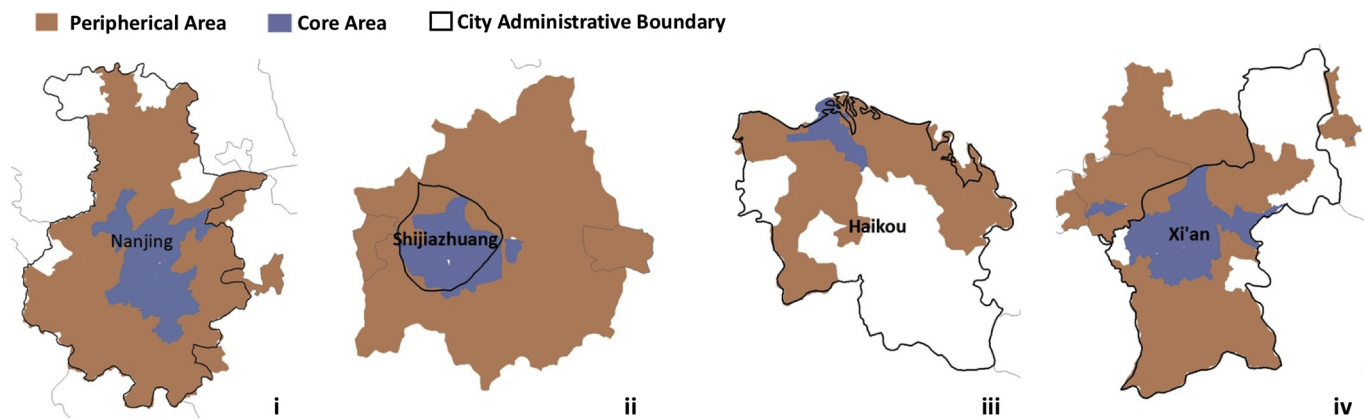 Peripherical Area Core Area City Administrative Boundary
Nanjing
Shijiazhuang
Haikou
Xi'an
i ii iii iv